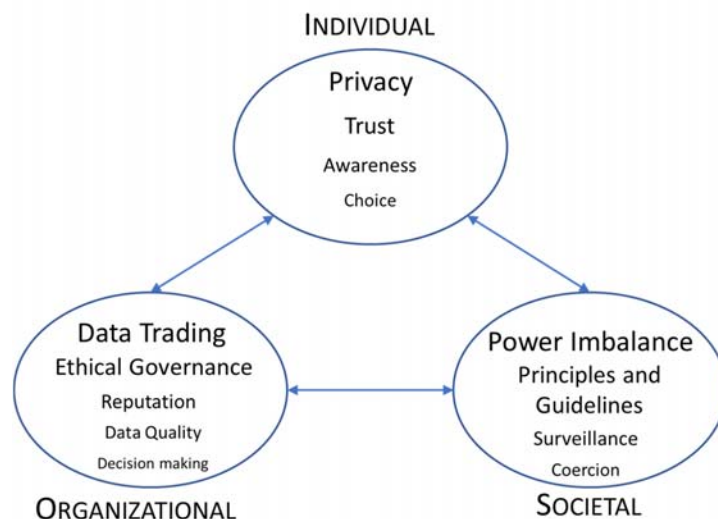 INDIVIDUAL
Privacy
Trust
Awareness
Choice
Data Trading
Ethical Governance
Reputation
Data Quality
Decision making
ORGANIZATIONAL
Power Imbalance
Principles and
Guidelines
Surveillance
Coercion
SOCIETAL